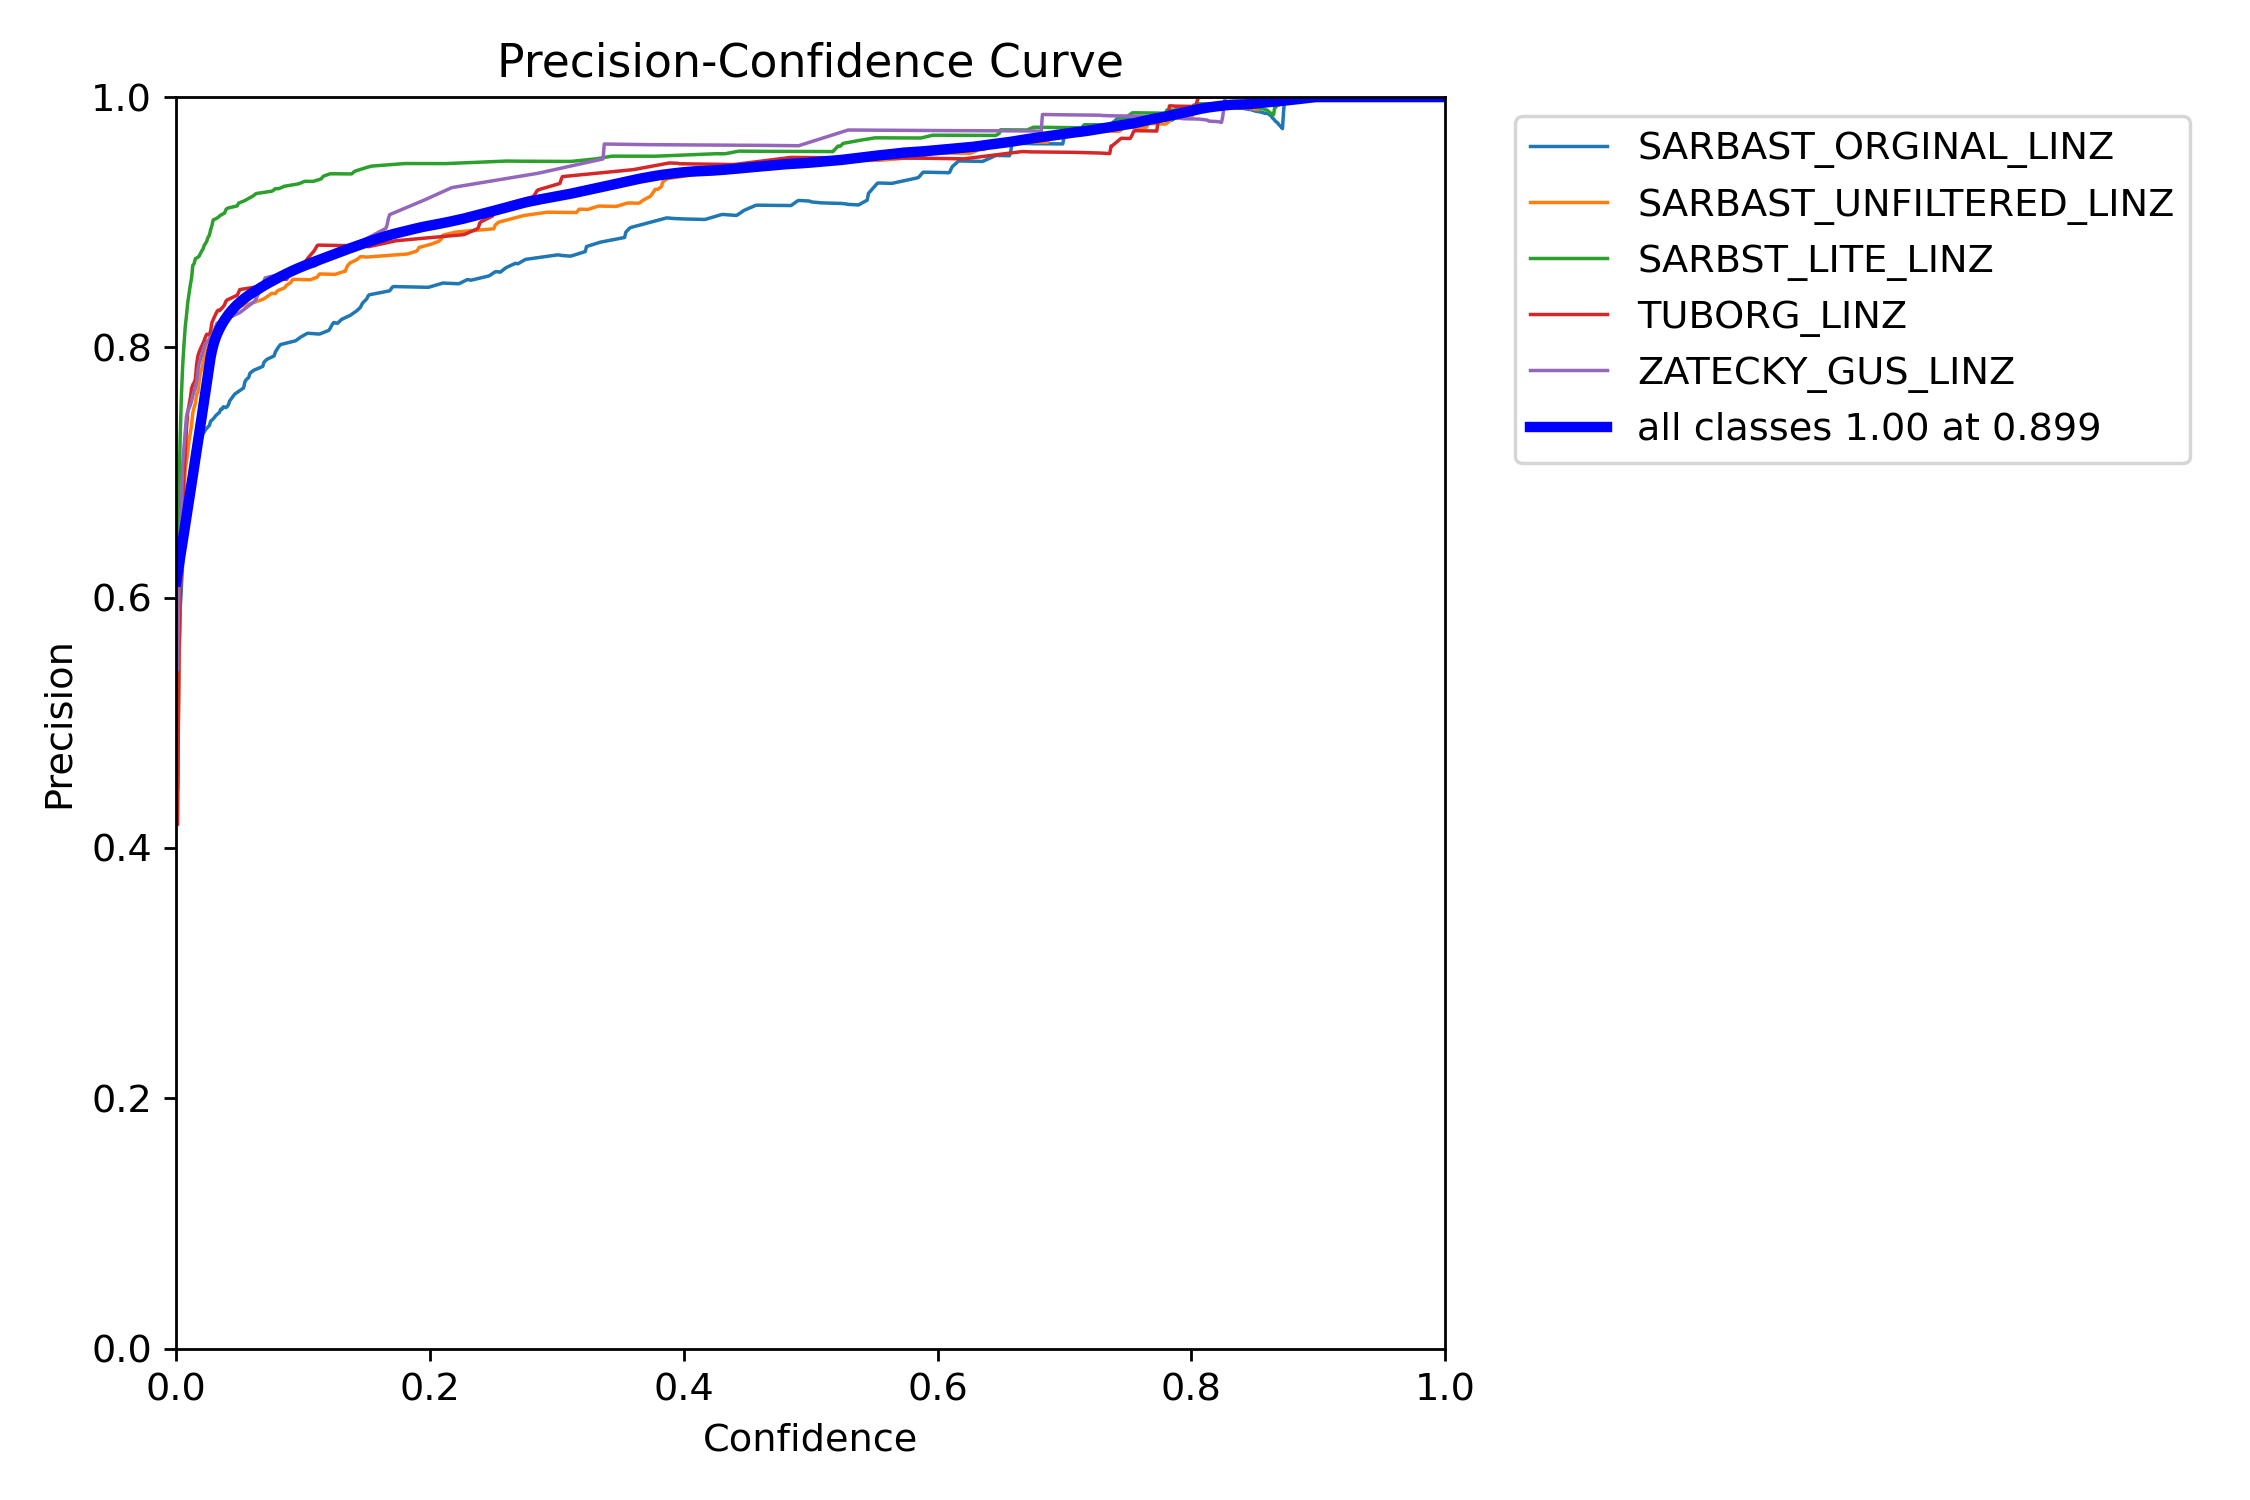 Precision-Confidence Curve
1.0
0.8
0.6
0.4
0.2
0.0
Precision
0.0 0.2 0.4 0.6 0.8 1.0
Confidence
SARBAST_ORGINAL_LINZ
SARBAST_UNFILTERED_LINZ
SARBST_LITE_LINZ
TUBORG_LINZ
ZATECKY_GUS_LINZ
all classes 1.00 at 0.899